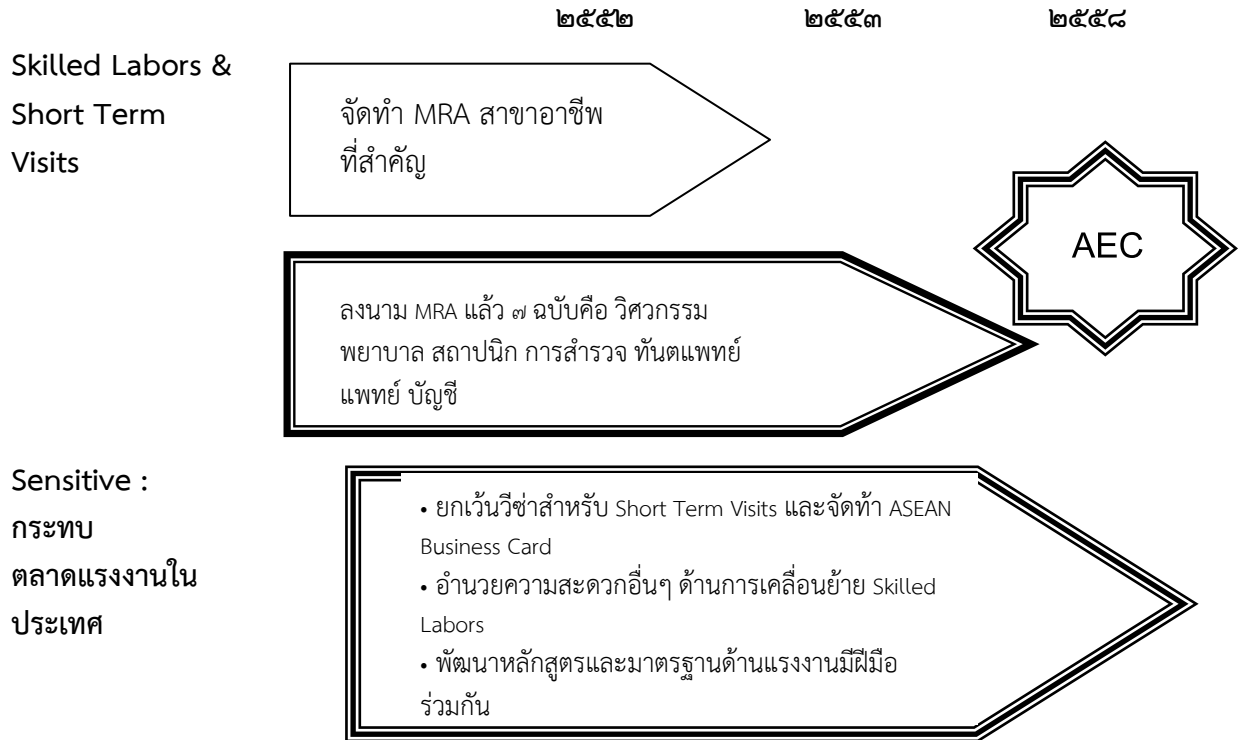 ๒๕๕๒ ๒๕๕๓ ๒๕๕๘
Skilled Labors &
Short Term
Visits
จัดทำ MRA สาขาอาชีพ
ที่สำคัญ
AEC
ลงนาม MRA แล้ว ๗ ฉบับคือ วิศวกรรม
พยาบาล สถาปนิก การสำรวจ ทันตแพทย์
แพทย์ บัญชี
Sensitive :
กระทบ
ตลาดแรงงานใน
ประเทศ
• ยกเว้นวีซ่าสำหรับ Short Term Visits และจัดท้า ASEAN
Business Card
• อำนวยความสะดวกอื่นๆ ด้านการเคลื่อนย้าย Skilled
Labors
• พัฒนาหลักสูตรและมาตรฐานด้านแรงงานมีฝีมือ
ร่วมกัน